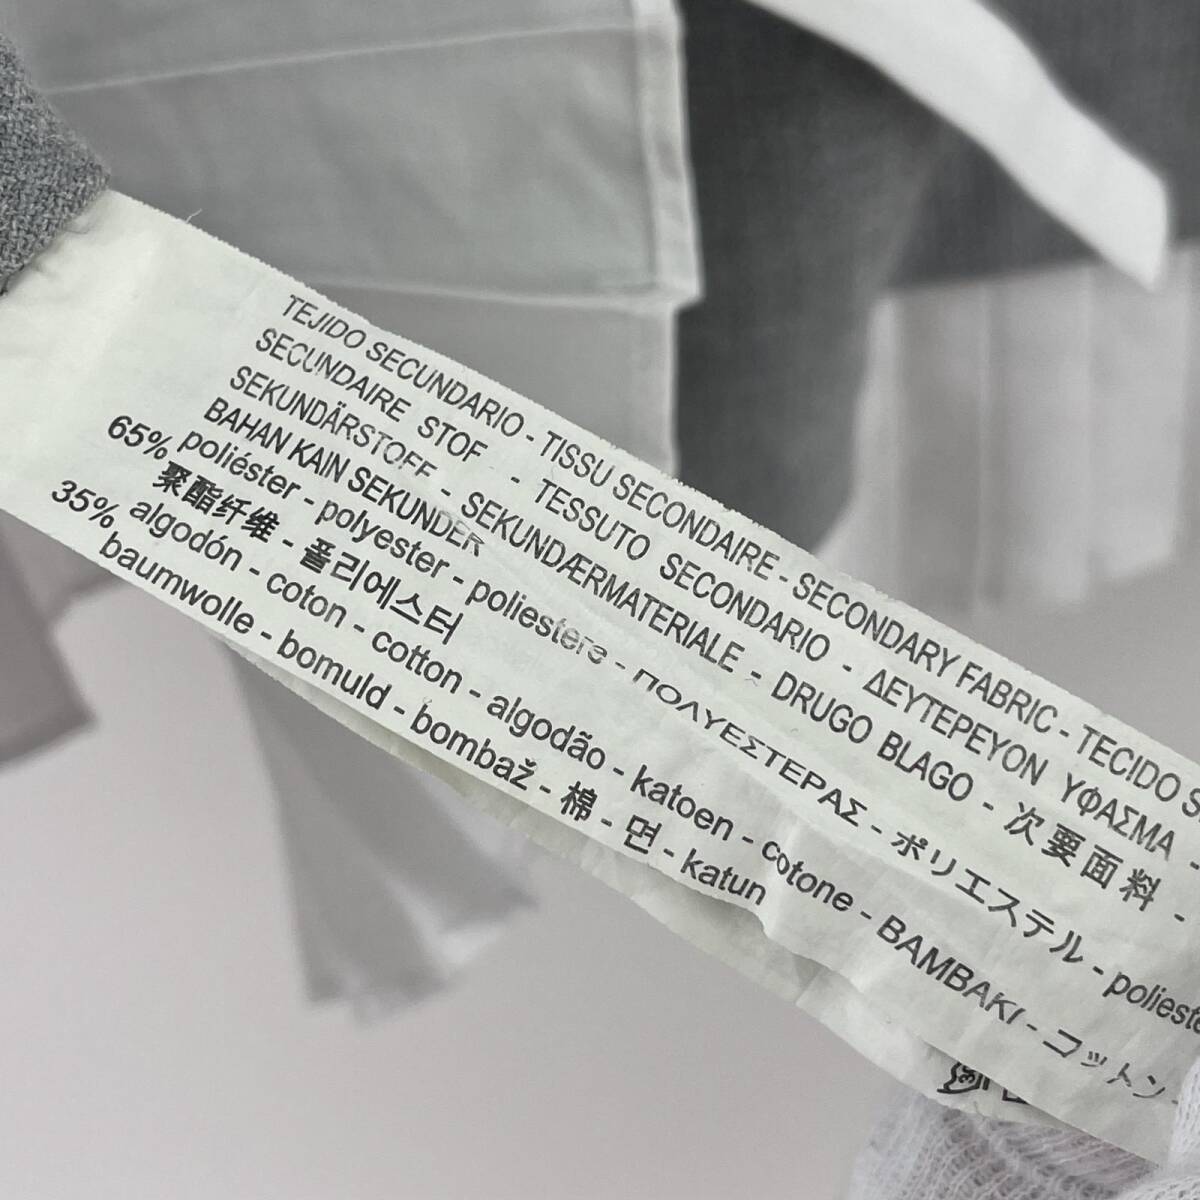 TEJIDO SECUNDARIO - TISSU SECONDAIRE - SECONDARY FABRIC - TECIDO
SECUNDAIRE STOF - TESSUTO SECONDARIO - ΔΕΥΤΕΡΕΥΟΝ ΥΦΑΣΜΑ -
SEKUNDÄRSTOFF - SEKUNDÆRMATERIALE - DRUGO BLAGO - 次要面料 -
BAHAN KAIN SEKUNDER
65% poliéster - polyester - poliestere - ΠΟΛΥΕΣΤΕΡΑΣ - ポリエステル -
聚酯纤维 - 폴리에스터
35% algodón - coton - cotton - algodão - katoen - cotone - BAMBAKI - コットン -
baumwolle - bomuld - bombaž - 棉 - 면 - katun